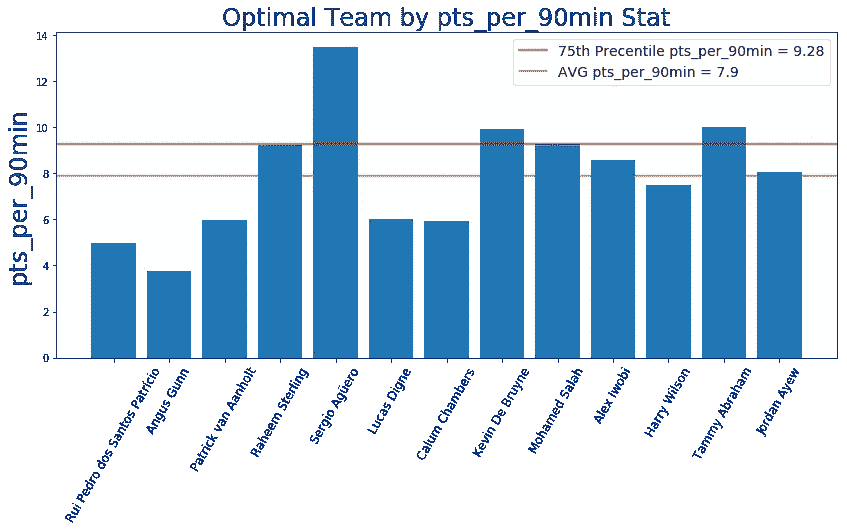 Optimal Team by pts_per_90min Stat
75th Precentile pts_per_90min = 9.28
AVG pts_per_90min = 7.9
pts_per_90min
14
12
10
8
6
4
2
0
Rui Pedro dos Santos Patrício
Angus Gunn
Patrick van Aanholt
Raheem Sterling
Sergio Agüero
Lucas Digne
Calum Chambers
Kevin De Bruyne
Mohamed Salah
Alex Iwobi
Harry Wilson
Tammy Abraham
Jordan Ayew